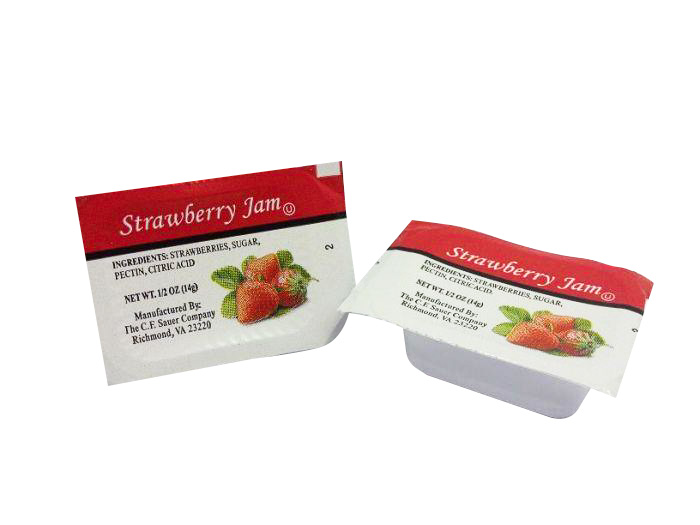 Strawberry Jam Ⓤ
INGREDIENTS: STRAWBERRIES, SUGAR,
PECTIN, CITRIC ACID
NET WT. 1/2 OZ (14g)
Manufactured By:
The C.F. Sauer Company
Richmond, VA 23220
2
Strawberry Jam Ⓤ
INGREDIENTS: STRAWBERRIES, SUGAR,
PECTIN, CITRIC ACID.
NET WT. 1/2 OZ (14g)
Manufactured By:
The C.F. Sauer Company
Richmond, VA 23220